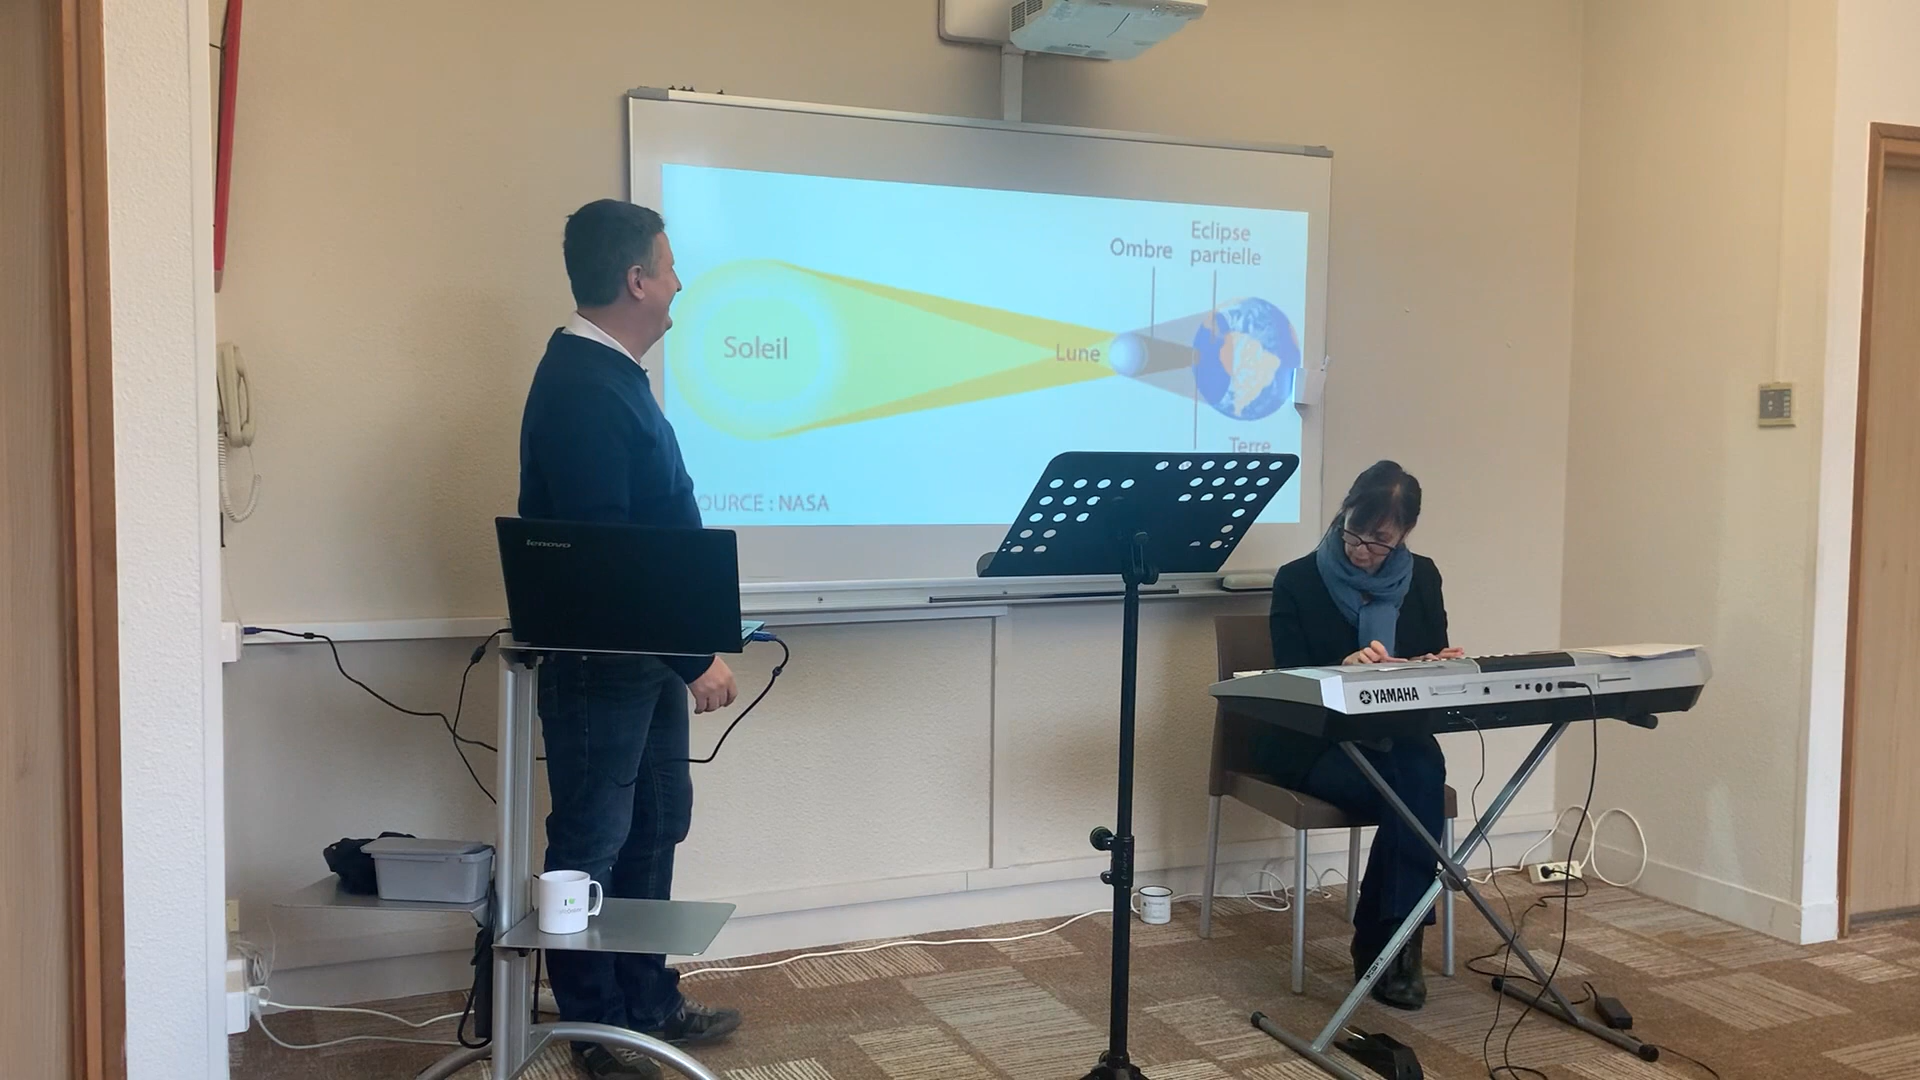 Eclipse
partielle
Ombre
Soleil
Lune
Terre
OURCE : NASA
lenovo
YAMAHA
I